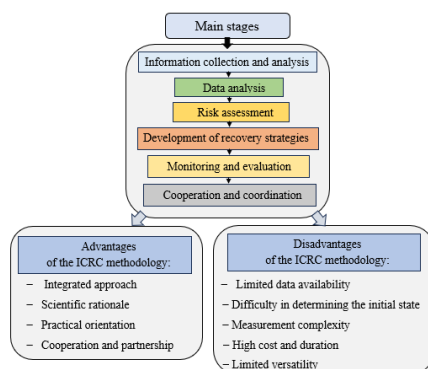 Main stages
Information collection and analysis
Data analysis
Risk assessment
Development of recovery strategies
Monitoring and evaluation
Cooperation and coordination
Advantages
of the ICRC methodology:
– Integrated approach
– Scientific rationale
– Practical orientation
– Cooperation and partnership
Disadvantages
of the ICRC methodology:
– Limited data availability
– Difficulty in determining the initial state
– Measurement complexity
– High cost and duration
– Limited versatility